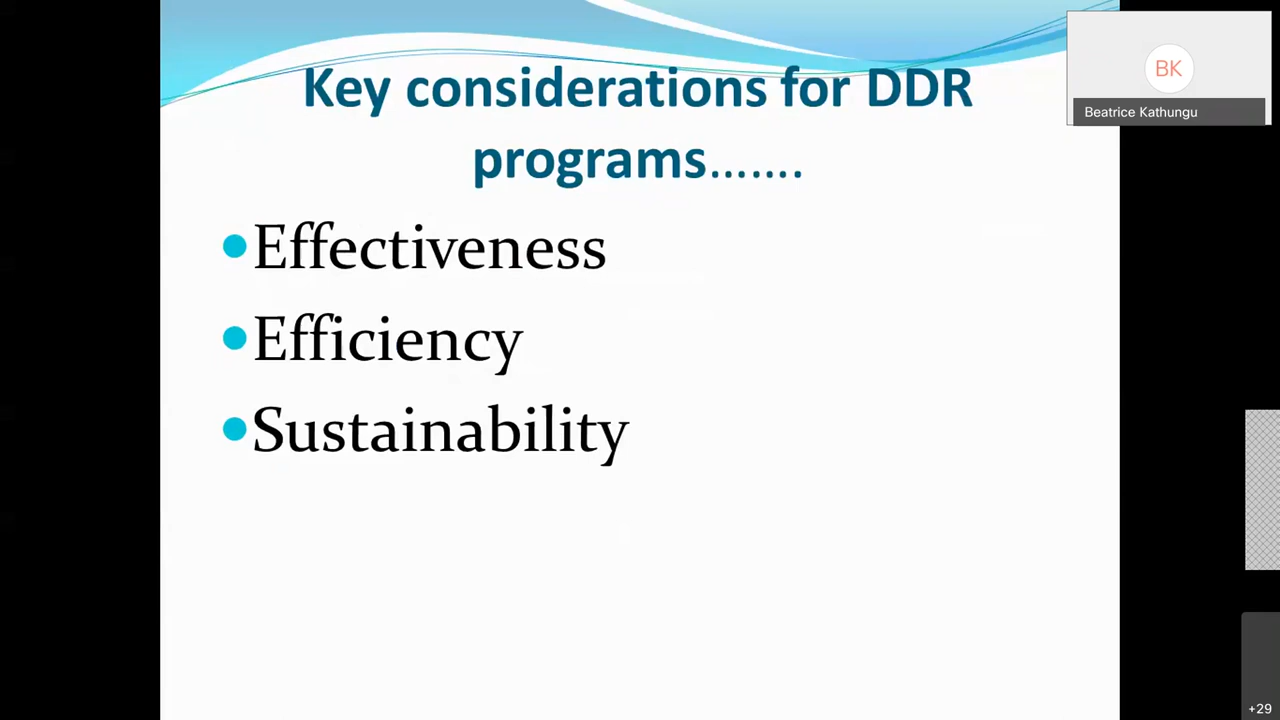 Key considerations for DDR
programs.......
•Effectiveness
•Efficiency
•Sustainability
BK
Beatrice Kathungu
+29